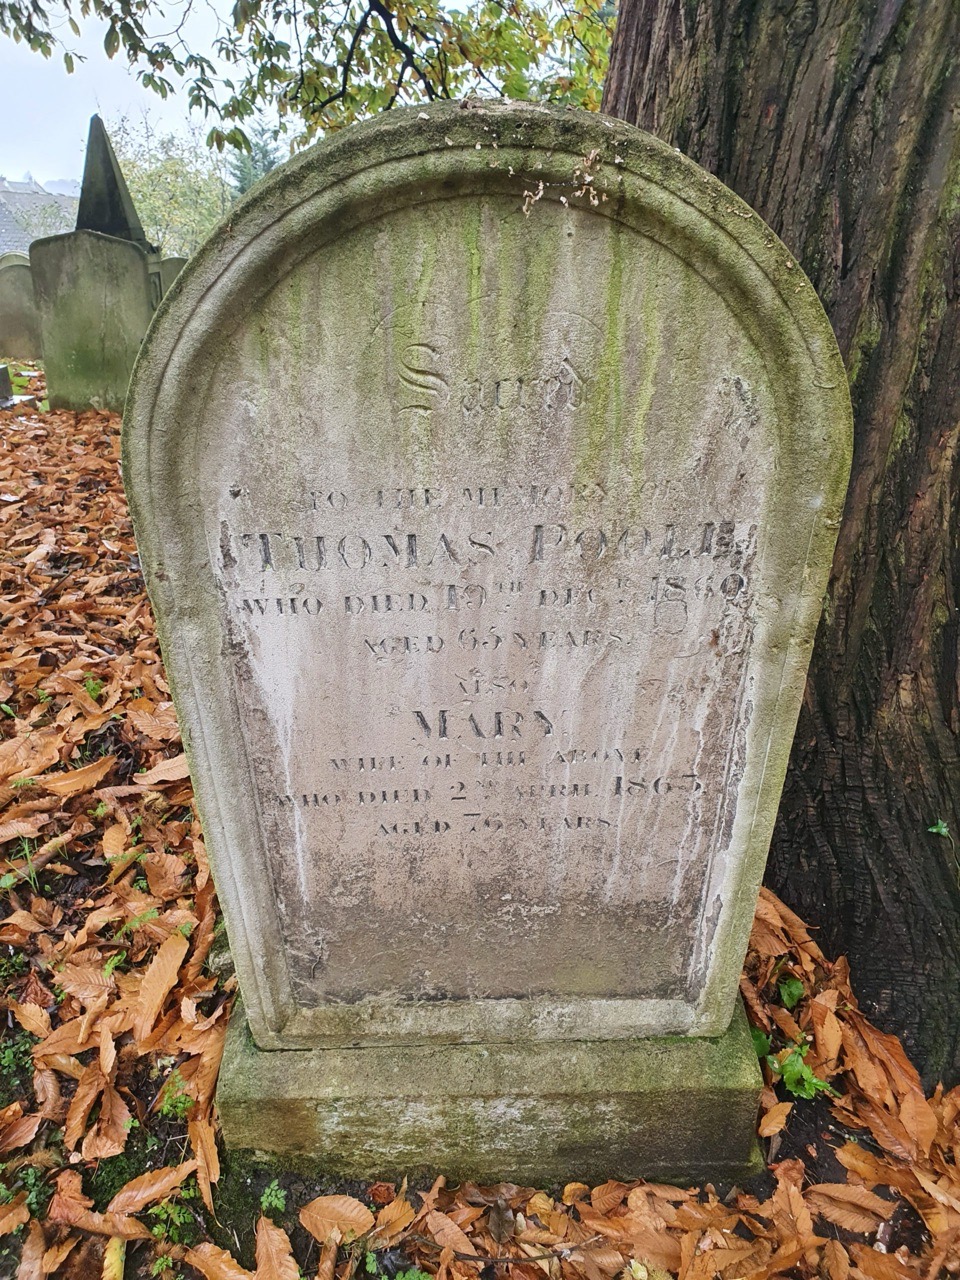 Sacred
TO THE MEMORY OF
THOMAS POOLE
WHO DIED 19TH DECR. 1860
AGED 65 YEARS.
ALSO
MARY,
WIFE OF THE ABOVE
WHO DIED 2ND APRIL 1865,
AGED 76 YEARS.